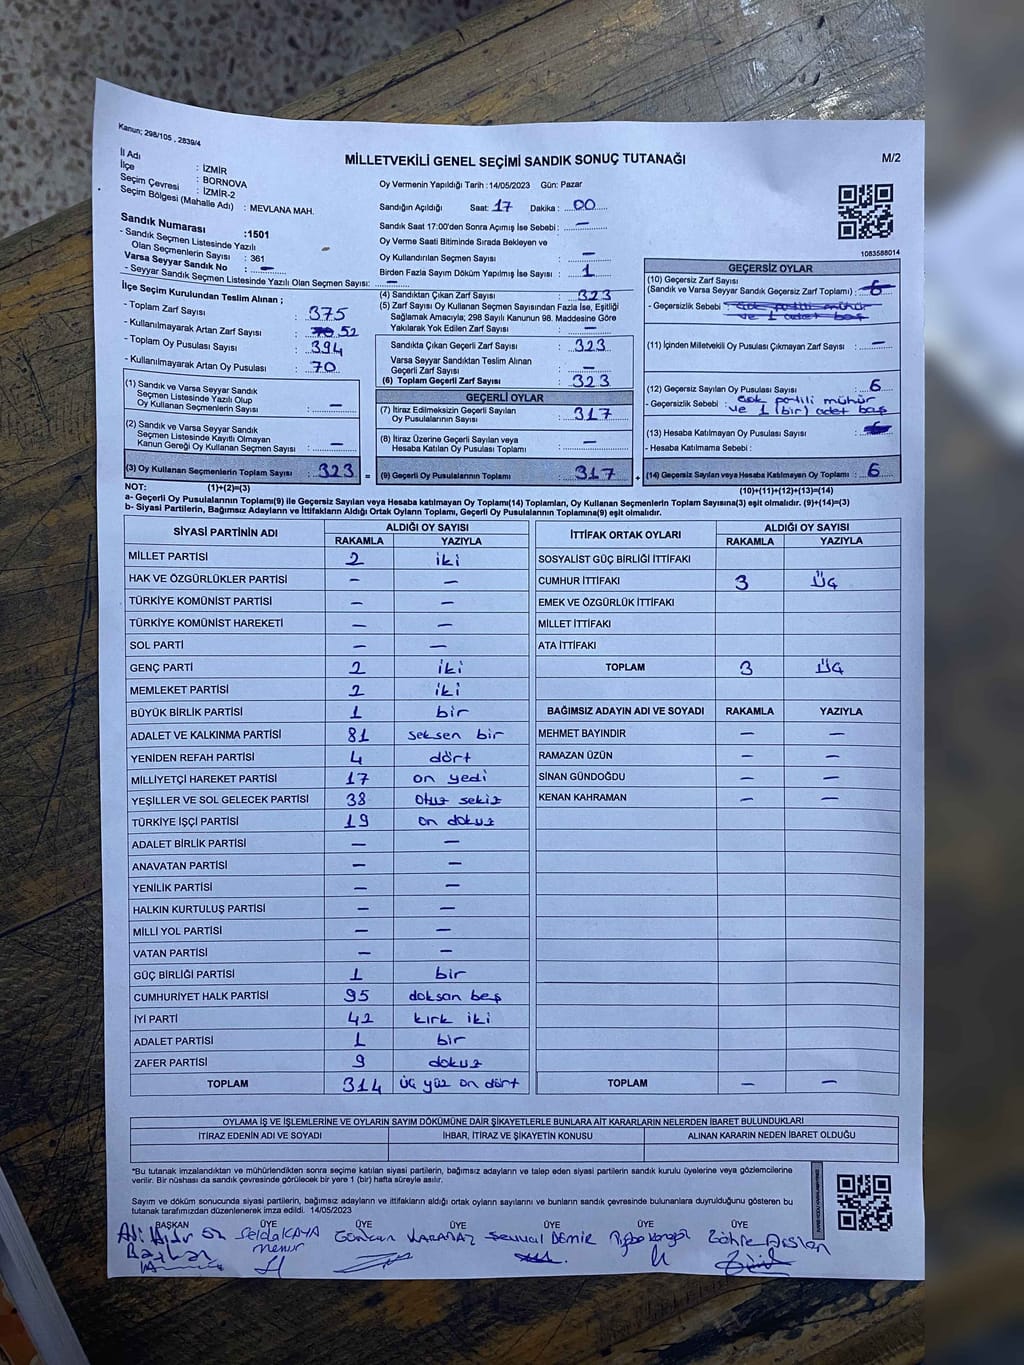 Kanun; 298/105 , 2839/4
MİLLETVEKİLİ GENEL SEÇİMİ SANDIK SONUÇ TUTANAĞI
M/2
İl Adı : İZMİR
İlçe : BORNOVA
Seçim Çevresi : İZMİR-2
Seçim Bölgesi (Mahalle Adı) : MEVLANA MAH.
Sandık Numarası :1501
- Sandık Seçmen Listesinde Yazılı
Olan Seçmenlerin Sayısı : 361
Varsa Seyyar Sandık No : —
- Seyyar Sandık Seçmen Listesinde Yazılı Olan Seçmen Sayısı: —
Oy Vermenin Yapıldığı Tarih :14/05/2023 Gün: Pazar
Sandığın Açıldığı Saat: 17 Dakika : 00
Sandık Saat 17:00'den Sonra Açımış İse Sebebi : —
Oy Verme Saati Bitiminde Sırada Bekleyen ve
Oy Kullandırılan Seçmen Sayısı : —
Birden Fazla Sayım Döküm Yapılmış İse Sayısı : 1
1083588014
İlçe Seçim Kurulundan Teslim Alınan ;
- Toplam Zarf Sayısı : 375
- Kullanılmayarak Artan Zarf Sayısı : 52
- Toplam Oy Pusulası Sayısı : 394
- Kullanılmayarak Artan Oy Pusulası : 70
(1) Sandık ve Varsa Seyyar Sandık
Seçmen Listesinde Yazılı Olup
Oy Kullanan Seçmenlerin Sayısı : —
(2) Sandık ve Varsa Seyyar Sandık
Seçmen Listesinde Kayıtlı Olmayan
Kanun Gereği Oy Kullanan Seçmen Sayısı : —
(3) Oy Kullanan Seçmenlerin Toplam Sayısı : 323 =
(4) Sandıktan Çıkan Zarf Sayısı : 323
(5) Zarf Sayısı Oy Kullanan Seçmen Sayısından Fazla İse, Eşitliği
Sağlamak Amacıyla; 298 Sayılı Kanunun 98. Maddesine Göre
Yakılarak Yok Edilen Zarf Sayısı : —
Sandıkta Çıkan Geçerli Zarf Sayısı : 323
Varsa Seyyar Sandıktan Teslim Alınan
Geçerli Zarf Sayısı : —
(6) Toplam Geçerli Zarf Sayısı : 323
GEÇERLİ OYLAR
(7) İtiraz Edilmeksizin Geçerli Sayılan
Oy Pusulalarının Sayısı : 317
(8) İtiraz Üzerine Geçerli Sayılan veya
Hesaba Katılan Oy Pusulası Toplamı : —
(9) Geçerli Oy Pusulalarının Toplamı : 317 +
GEÇERSİZ OYLAR
(10) Geçersiz Zarf Sayısı
(Sandık ve Varsa Seyyar Sandık Geçersiz Zarf Toplamı) : 6
- Geçersizlik Sebebi : çok partili mühür
ve 1 adet boş
(11) İçinden Milletvekili Oy Pusulası Çıkmayan Zarf Sayısı : —
(12) Geçersiz Sayılan Oy Pusulası Sayısı : 6
- Geçersizlik Sebebi : çok partili mühür
ve 1 (bir) adet boş
(13) Hesaba Katılmayan Oy Pusulası Sayısı :
- Hesaba Katılmama Sebebi :
(14) Geçersiz Sayılan veya Hesaba Katılmayan Oy Toplamı : 6
NOT: (1)+(2)=(3)
(10)+(11)+(12)+(13)=(14)
a- Geçerli Oy Pusulalarının Toplamı(9) ile Geçersiz Sayılan veya Hesaba katılmayan Oy Toplamı(14) Toplamları, Oy Kullanan Seçmenlerin Toplam Sayısına(3) eşit olmalıdır. (9)+(14)=(3)
b- Siyasi Partilerin, Bağımsız Adayların ve İttifakların Aldığı Ortak Oyların Toplamı, Geçerli Oy Pusulalarının Toplamına(9) eşit olmalıdır.
SİYASİ PARTİNİN ADI ALDIĞI OY SAYISI
RAKAMLA YAZIYLA
MİLLET PARTİSİ 2 iki
HAK VE ÖZGÜRLÜKLER PARTİSİ — —
TÜRKİYE KOMÜNİST PARTİSİ — —
TÜRKİYE KOMÜNİST HAREKETİ — —
SOL PARTİ — —
GENÇ PARTİ 2 iki
MEMLEKET PARTİSİ 2 iki
BÜYÜK BİRLİK PARTİSİ 1 bir
ADALET VE KALKINMA PARTİSİ 81 seksen bir
YENİDEN REFAH PARTİSİ 4 dört
MİLLİYETÇİ HAREKET PARTİSİ 17 on yedi
YEŞİLLER VE SOL GELECEK PARTİSİ 38 otuz sekiz
TÜRKİYE İŞÇİ PARTİSİ 19 on dokuz
ADALET BİRLİK PARTİSİ — —
ANAVATAN PARTİSİ — —
YENİLİK PARTİSİ — —
HALKIN KURTULUŞ PARTİSİ — —
MİLLİ YOL PARTİSİ — —
VATAN PARTİSİ — —
GÜÇ BİRLİĞİ PARTİSİ 1 bir
CUMHURİYET HALK PARTİSİ 95 doksan beş
İYİ PARTİ 42 kırk iki
ADALET PARTİSİ 1 bir
ZAFER PARTİSİ 9 dokuz
TOPLAM 314 üç yüz on dört
İTTİFAK ORTAK OYLARI ALDIĞI OY SAYISI
RAKAMLA YAZIYLA
SOSYALİST GÜÇ BİRLİĞİ İTTİFAKI
CUMHUR İTTİFAKI 3 üç
EMEK VE ÖZGÜRLÜK İTTİFAKI
MİLLET İTTİFAKI
ATA İTTİFAKI
TOPLAM 3 üç
BAĞIMSIZ ADAYIN ADI VE SOYADI RAKAMLA YAZIYLA
MEHMET BAYINDIR — —
RAMAZAN ÜZÜN — —
SİNAN GÜNDOĞDU — —
KENAN KAHRAMAN — —
TOPLAM — —
OYLAMA İŞ VE İŞLEMLERİNE VE OYLARIN SAYIM DÖKÜMÜNE DAİR ŞİKAYETLERLE BUNLARA AİT KARARLARIN NELERDEN İBARET BULUNDUKLARI
İTİRAZ EDENİN ADI VE SOYADI İHBAR, İTİRAZ VE ŞİKAYETİN KONUSU ALINAN KARARIN NEDEN İBARET OLDUĞU
*Bu tutanak imzalandıktan ve mühürlendikten sonra seçime katılan siyasi partilerin, bağımsız adayların ve talep eden siyasi partilerin sandık kurulu üyelerine veya gözlemcilerine
verilir. Bir nüshası da sandık çevresinde görülecek bir yere 1 (bir) hafta süreyle asılır.
Sayım ve döküm sonucunda siyasi partilerin, bağımsız adayların ve ittifakların aldığı ortak oyların sayılarını ve bunların sandık çevresinde bulunanlara duyrulduğunu gösteren bu
tutanak tarafımızdan düzenlenerek imza edildi. 14/05/2023
BAŞKAN ÜYE ÜYE ÜYE ÜYE ÜYE ÜYE
Selda KAYA KARANAZ DEMİR Zöhre Arslan
Başkan Memur